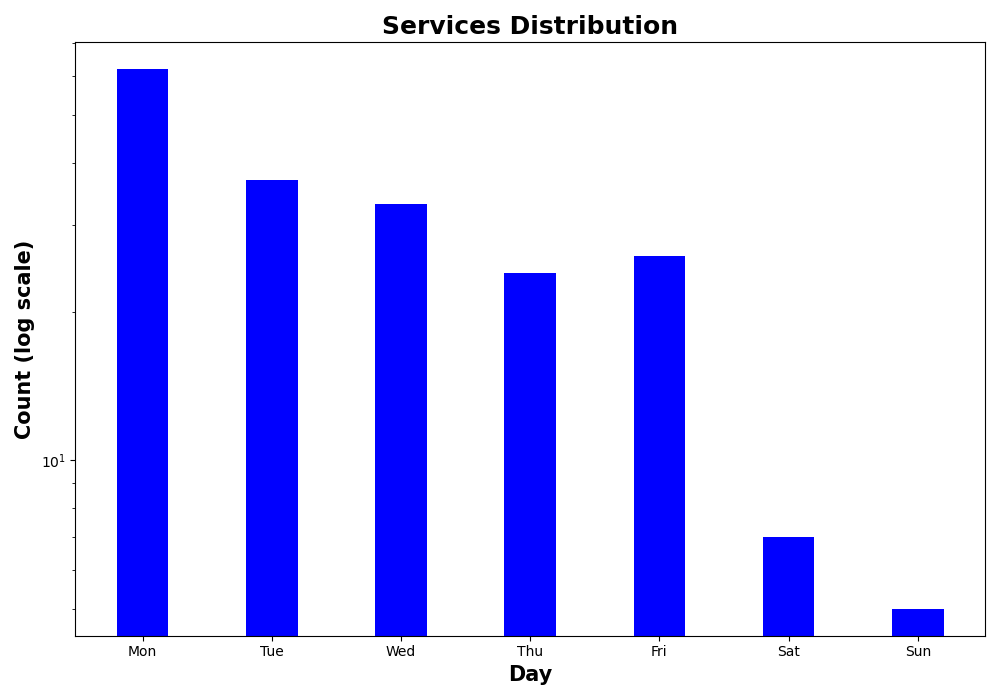 Services Distribution
Count (log scale)
10¹
Mon Tue Wed Thu Fri Sat Sun
Day